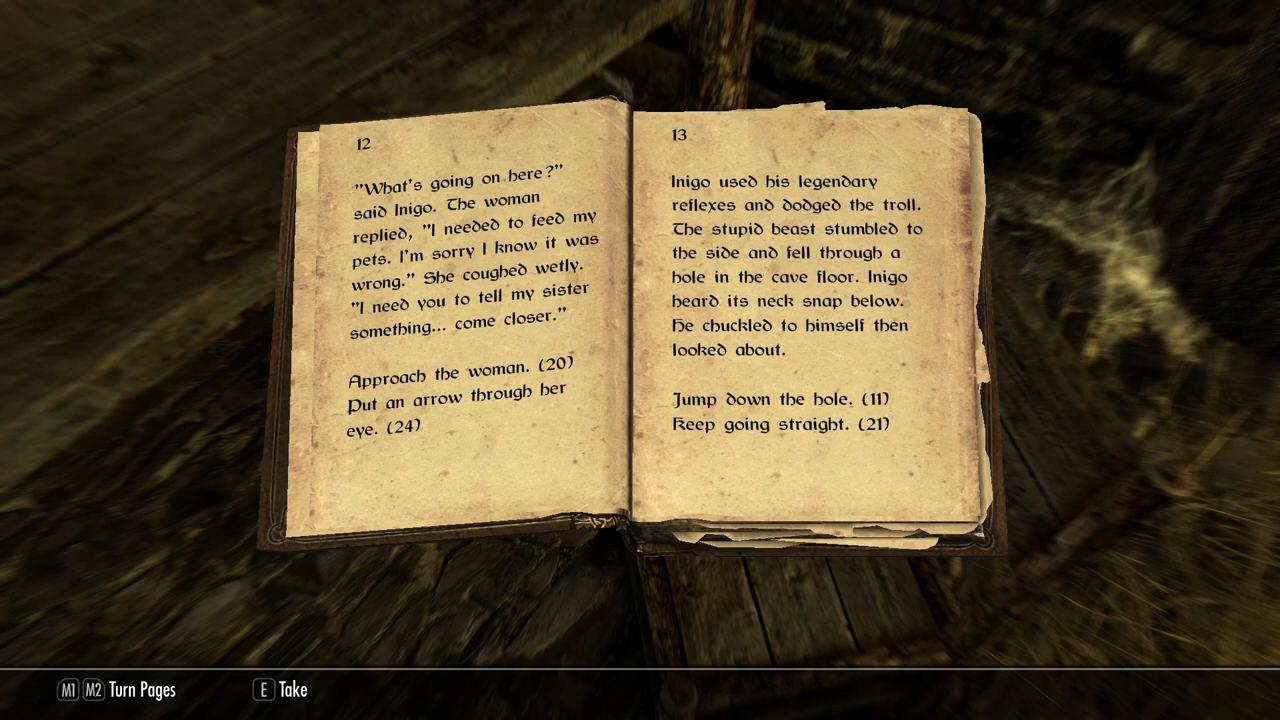 12
"What's going on here?"
said Inigo. The woman
replied, "I needed to feed my
pets. I'm sorry I know it was
wrong." She coughed wetly.
"I need you to tell my sister
something... come closer."
Approach the woman. (20)
Put an arrow through her
eye. (24)
13
Inigo used his legendary
reflexes and dodged the troll.
The stupid beast stumbled to
the side and fell through a
hole in the cave floor. Inigo
heard its neck snap below.
He chuckled to himself then
looked about.
Jump down the hole. (11)
Keep going straight. (21)
M1 M2 Turn Pages
E Take